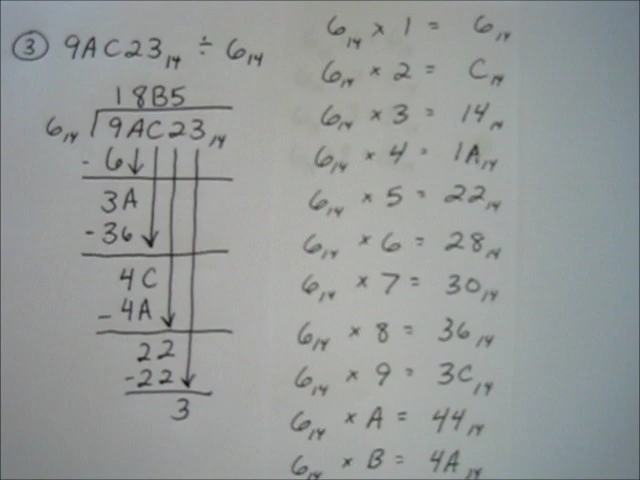 ③ 9AC23₁₄ ÷ 6₁₄
18B5
6₁₄ 9AC23₁₄
- 6
3A
- 36
4C
- 4A
22
- 22
3
6₁₄ × 1 = 6₁₄
6₁₄ × 2 = C₁₄
6₁₄ × 3 = 14₁₄
6₁₄ × 4 = 1A₁₄
6₁₄ × 5 = 22₁₄
6₁₄ × 6 = 28₁₄
6₁₄ × 7 = 30₁₄
6₁₄ × 8 = 36₁₄
6₁₄ × 9 = 3C₁₄
6₁₄ × A = 44₁₄
6₁₄ × B = 4A₁₄